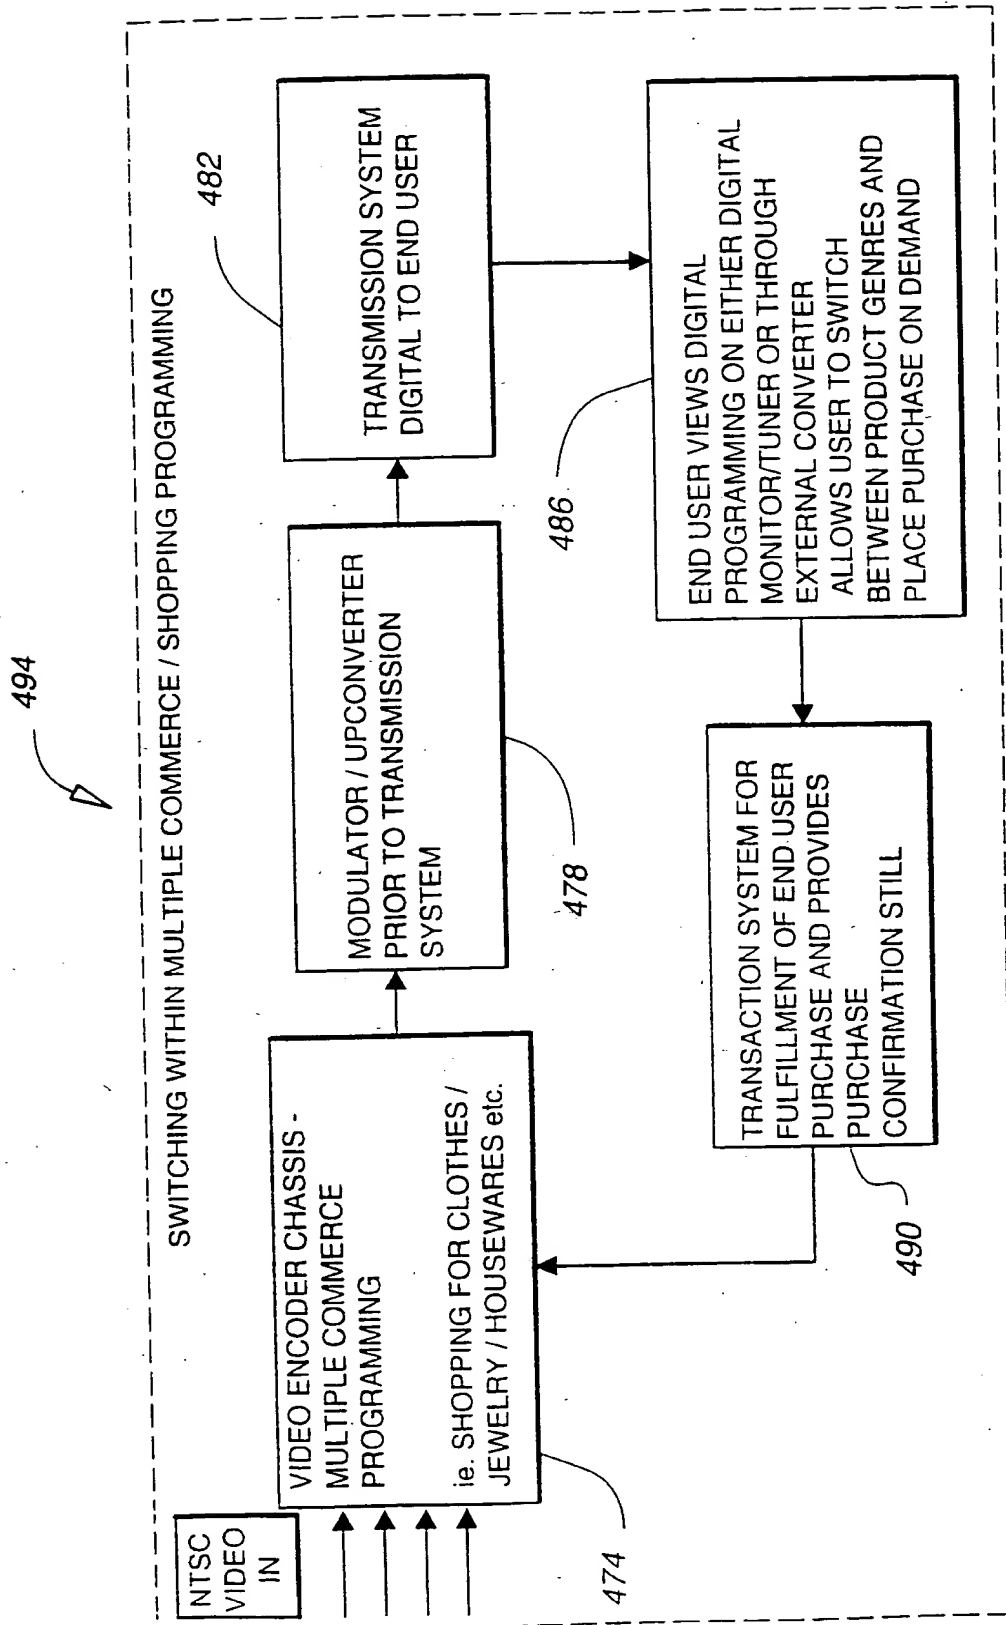 494
SWITCHING WITHIN MULTIPLE COMMERCE / SHOPPING PROGRAMMING
NTSC
VIDEO
IN
VIDEO ENCODER CHASSIS -
MULTIPLE COMMERCE
PROGRAMMING
ie. SHOPPING FOR CLOTHES /
JEWELRY / HOUSEWARES etc.
474
MODULATOR / UPCONVERTER
PRIOR TO TRANSMISSION
SYSTEM
478
TRANSMISSION SYSTEM
DIGITAL TO END USER
482
END USER VIEWS DIGITAL
PROGRAMMING ON EITHER DIGITAL
MONITOR/TUNER OR THROUGH
EXTERNAL CONVERTER
ALLOWS USER TO SWITCH
BETWEEN PRODUCT GENRES AND
PLACE PURCHASE ON DEMAND
486
TRANSACTION SYSTEM FOR
FULFILLMENT OF END USER
PURCHASE AND PROVIDES
PURCHASE
CONFIRMATION STILL
490